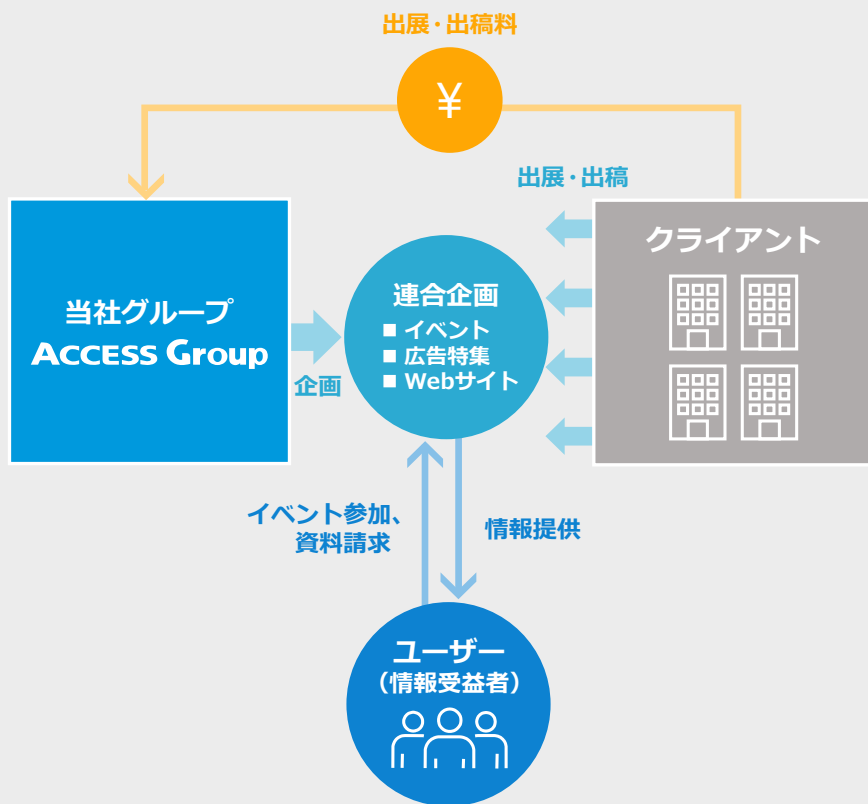 出展・出稿料
¥
出展・出稿
クライアント
当社グループ
ACCESS Group
企画
連合企画
■ イベント
■ 広告特集
■ Webサイト
イベント参加、
資料請求
情報提供
ユーザー
（情報受益者）